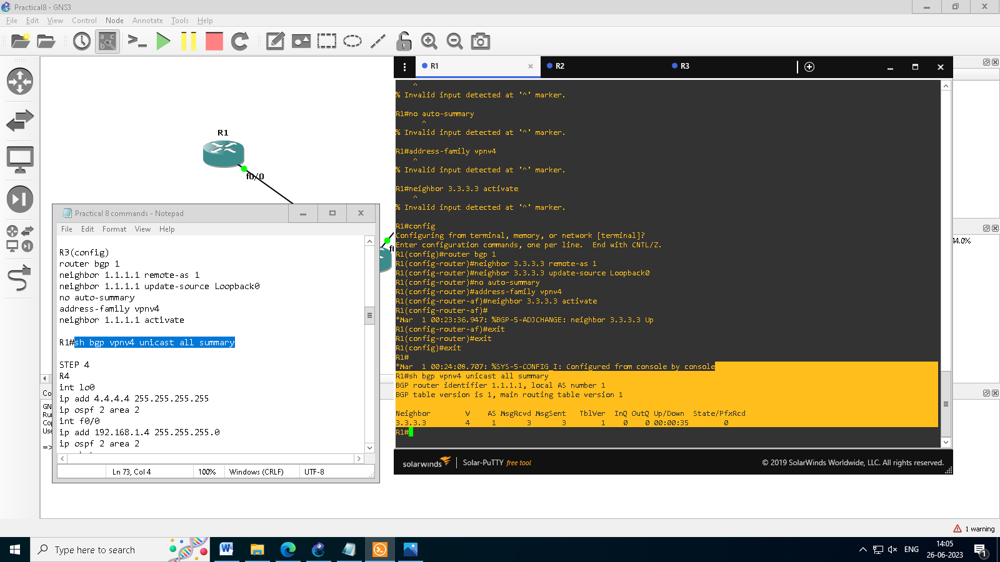 Practical8 - GNS3
File Edit View Control Node Annotate Tools Help
R1
f0/0
Practical 8 commands - Notepad
File Edit Format View Help
R3(config)
router bgp 1
neighbor 1.1.1.1 remote-as 1
neighbor 1.1.1.1 update-source Loopback0
no auto-summary
address-family vpnv4
neighbor 1.1.1.1 activate
R1#sh bgp vpnv4 unicast all summary
STEP 4
R4
int lo0
ip add 4.4.4.4 255.255.255.255
ip ospf 2 area 2
int f0/0
ip add 192.168.1.4 255.255.255.0
ip ospf 2 area 2
Ln 73, Col 4 100% Windows (CRLF) UTF-8
Co
GN
Run
Cop
Use
=>
R1 R2 R3
^
% Invalid input detected at '^' marker.
R1#no auto-summary
^
% Invalid input detected at '^' marker.
R1#address-family vpnv4
^
% Invalid input detected at '^' marker.
R1#neighbor 3.3.3.3 activate
^
% Invalid input detected at '^' marker.
R1#config
Configuring from terminal, memory, or network [terminal]?
Enter configuration commands, one per line.  End with CNTL/Z.
R1(config)#router bgp 1
R1(config-router)#neighbor 3.3.3.3 remote-as 1
R1(config-router)#neighbor 3.3.3.3 update-source Loopback0
R1(config-router)#no auto-summary
R1(config-router)#address-family vpnv4
R1(config-router-af)#neighbor 3.3.3.3 activate
R1(config-router-af)#
*Mar  1 00:23:36.947: %BGP-5-ADJCHANGE: neighbor 3.3.3.3 Up
R1(config-router-af)#exit
R1(config-router)#exit
R1(config)#exit
R1#
*Mar  1 00:24:08.707: %SYS-5-CONFIG_I: Configured from console by console
R1#sh bgp vpnv4 unicast all summary
BGP router identifier 1.1.1.1, local AS number 1
BGP table version is 1, main routing table version 1
Neighbor V AS MsgRcvd MsgSent TblVer InQ OutQ Up/Down State/PfxRcd
3.3.3.3 4 1 3 3 1 0 0 00:00:35 0
R1#
solarwinds Solar-PuTTY free tool © 2019 SolarWinds Worldwide, LLC. All rights reserved.
44.0%
1 warning
Type here to search
ENG
14:05
26-06-2023
1